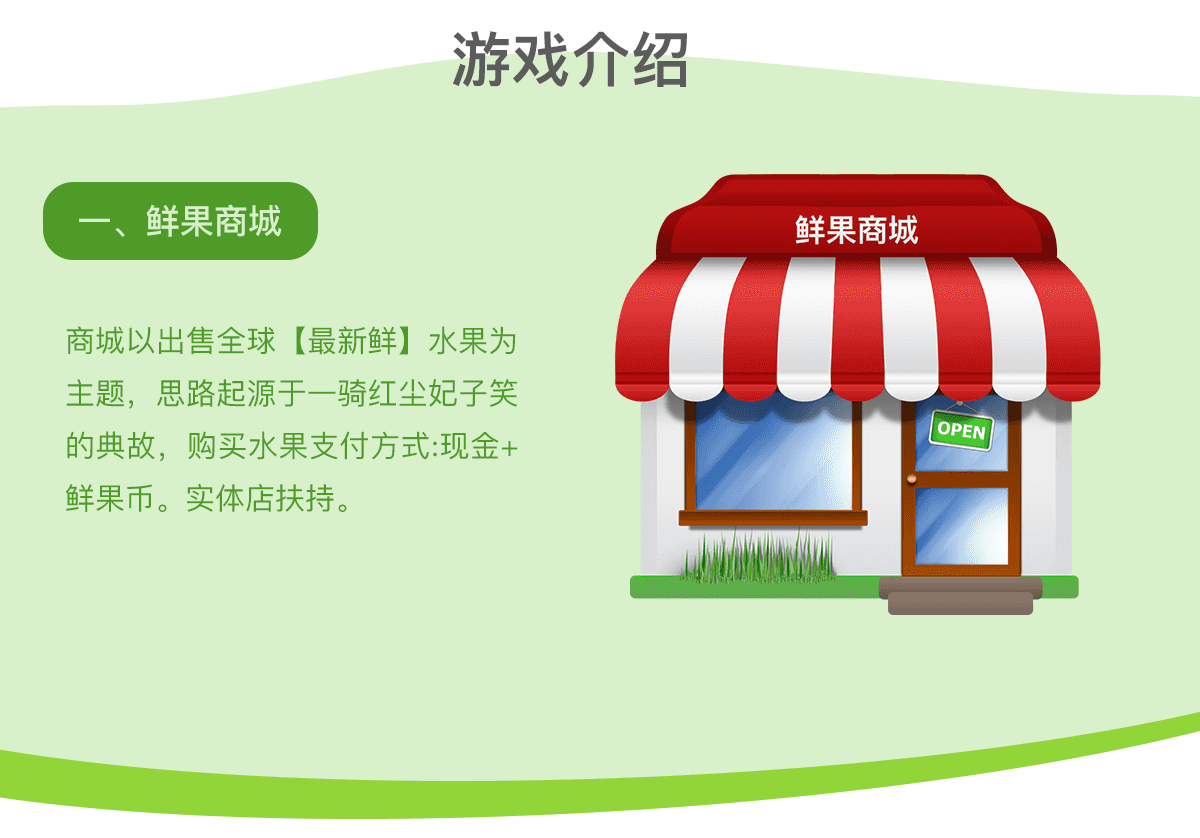 游戏介绍
一、鲜果商城
商城以出售全球【最新鲜】水果为
主题，思路起源于一骑红尘妃子笑
的典故，购买水果支付方式:现金+
鲜果币。实体店扶持。
鲜果商城
OPEN